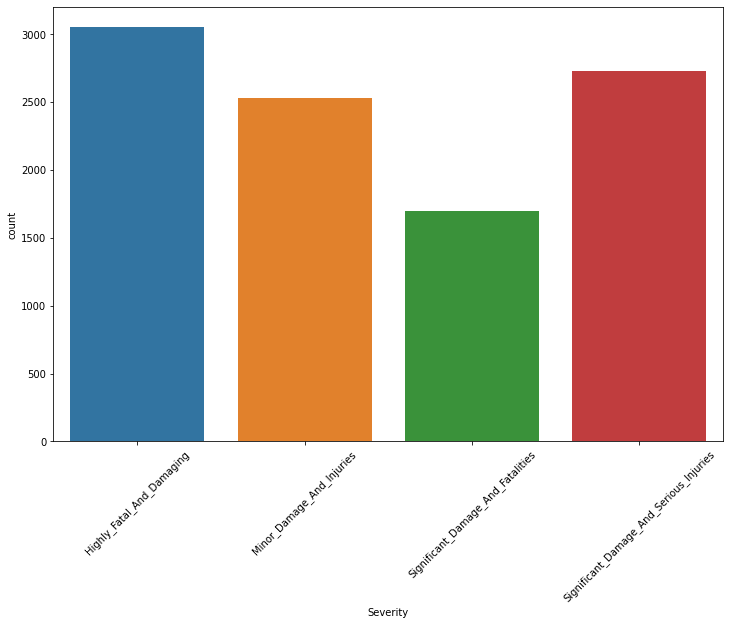 3000
2500
2000
1500
1000
500
0
count
Highly_Fatal_And_Damaging
Minor_Damage_And_Injuries
Significant_Damage_And_Fatalities
Significant_Damage_And_Serious_Injuries
Severity